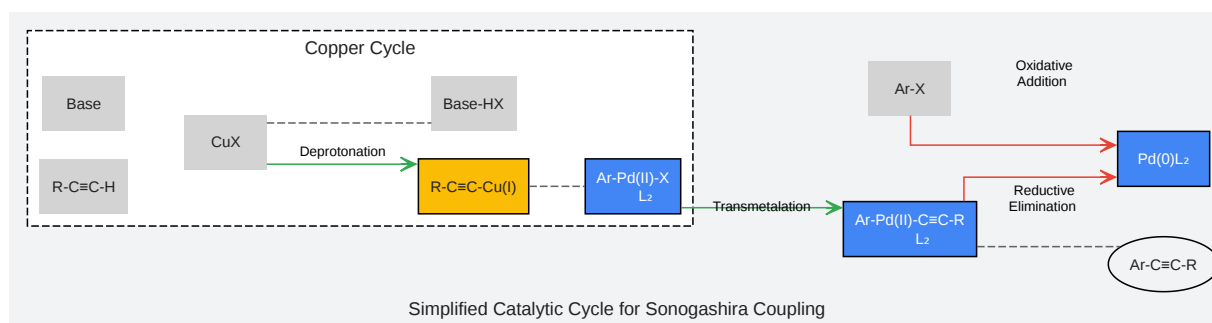 Copper Cycle
Base
Base-HX
CuX
Deprotonation
R-C≡C-H
R-C≡C-Cu(I)
Ar-Pd(II)-X
L₂
Transmetalation
Ar-X
Oxidative
Addition
Pd(0)L₂
Reductive
Elimination
Ar-Pd(II)-C≡C-R
L₂
Ar-C≡C-R
Simplified Catalytic Cycle for Sonogashira Coupling